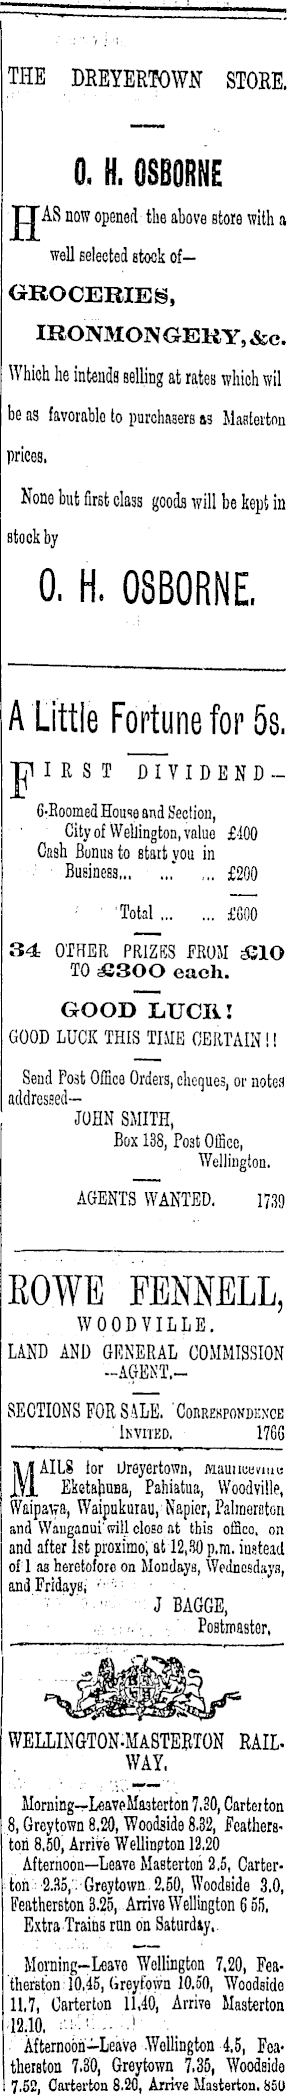 THE DREYERTOWN STORE.
O. H. OSBORNE
HAS now opened the above store with a
well selected stock of—
GROCERIES,
IRONMONGERY, &c.
Which he intends selling at rates which wil
be as favorable to purchasers as Masterton
prices.
None but first class goods will be kept in
stock by
O. H. OSBORNE.
A Little Fortune for 5s.
FIRST DIVIDEND—
6-Roomed House and Section,
City of Wellington, value £400
Cash Bonus to start you in
Business... ... ... £200
Total ... ... £600
34 OTHER PRIZES FROM £10
TO £300 each.
GOOD LUCK!
GOOD LUCK THIS TIME CERTAIN!!
Send Post Office Orders, cheques, or notes
addressed—
JOHN SMITH,
Box 138, Post Office,
Wellington.
AGENTS WANTED. 1739
ROWE FENNELL,
WOODVILLE.
LAND AND GENERAL COMMISSION
—AGENT.—
SECTIONS FOR SALE. CORRESPONDENCE
INVITED. 1766
MAILS for Dreyertown, Mauriceville
Eketahuna, Pahiatua, Woodville,
Waipawa, Waipukurau, Napier, Palmerston
and Wanganui will close at this office, on
and after 1st proximo, at 12,30 p.m. instead
of 1 as heretofore on Mondays, Wednesdays,
and Fridays,
J BAGGE,
Postmaster,
WELLINGTON-MASTERTON RAIL-
WAY.
Morning—Leave Masterton 7.30, Carterton
8, Greytown 8.20, Woodside 8.32, Feathers-
ton 8.50, Arrive Wellington 12.20
Afternoon—Leave Masterton 2.5, Carter-
ton 2.35, Greytown 2.50, Woodside 3.0,
Featherston 3.25, Arrive Wellington 6 55,
Extra Trains run on Saturday.
Morning—Leave Wellington 7,20, Fea-
therston 10,45, Greytown 10.50, Woodside
11.7, Carterton 11,40, Arrive Masterton
12.10.
Afternoon—Leave Wellington 4.5, Fea-
therston 7.30, Greytown 7.35, Woodside
7.52, Carterton 8.20, Arrive Masterton. 850